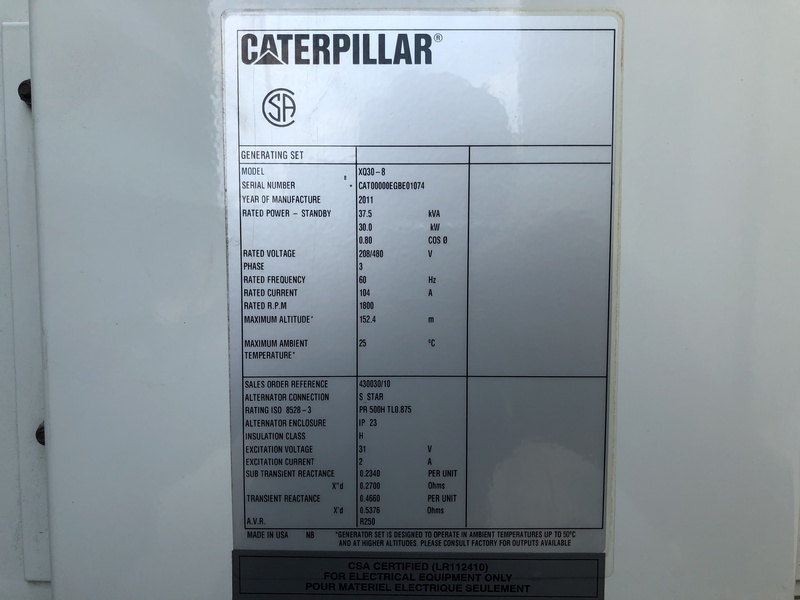 CATERPILLAR®
CSA
GENERATING SET
MODEL XQ30-8
SERIAL NUMBER CAT00000EGBE01074
YEAR OF MANUFACTURE 2011
RATED POWER - STANDBY 37.5 kVA
30.0 kW
0.80 COS Ø
RATED VOLTAGE 208/480 V
PHASE 3
RATED FREQUENCY 60 Hz
RATED CURRENT 104 A
RATED R.P.M 1800
MAXIMUM ALTITUDE* 152.4 m
MAXIMUM AMBIENT 25 °C
TEMPERATURE*
SALES ORDER REFERENCE 430030/10
ALTERNATOR CONNECTION S STAR
RATING ISO 8528-3 PR 500H TL0.875
ALTERNATOR ENCLOSURE IP 23
INSULATION CLASS H
EXCITATION VOLTAGE 31 V
EXCITATION CURRENT 2 A
SUB TRANSIENT REACTANCE 0.2340 PER UNIT
X"d 0.2700 Ohms
TRANSIENT REACTANCE 0.4660 PER UNIT
X'd 0.5376 Ohms
A.V.R. R250
MADE IN USA NB *GENERATOR SET IS DESIGNED TO OPERATE IN AMBIENT TEMPERATURES UP TO 50°C
AND AT HIGHER ALTITUDES. PLEASE CONSULT FACTORY FOR OUTPUTS AVAILABLE
CSA CERTIFIED (LR112410)
FOR ELECTRICAL EQUIPMENT ONLY
POUR MATERIEL ELECTRIQUE SEULEMENT